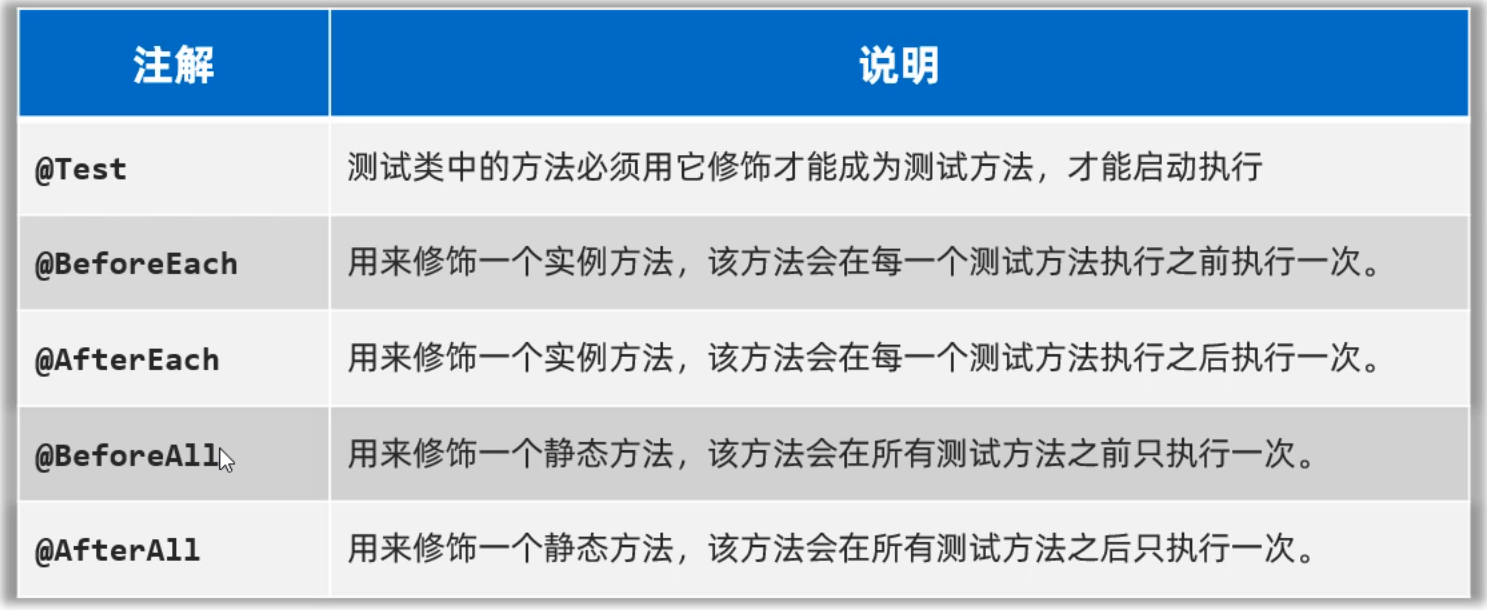 注解 说明
@Test 测试类中的方法必须用它修饰才能成为测试方法，才能启动执行
@BeforeEach 用来修饰一个实例方法，该方法会在每一个测试方法执行之前执行一次。
@AfterEach 用来修饰一个实例方法，该方法会在每一个测试方法执行之后执行一次。
@BeforeAll 用来修饰一个静态方法，该方法会在所有测试方法之前只执行一次。
@AfterAll 用来修饰一个静态方法，该方法会在所有测试方法之后只执行一次。